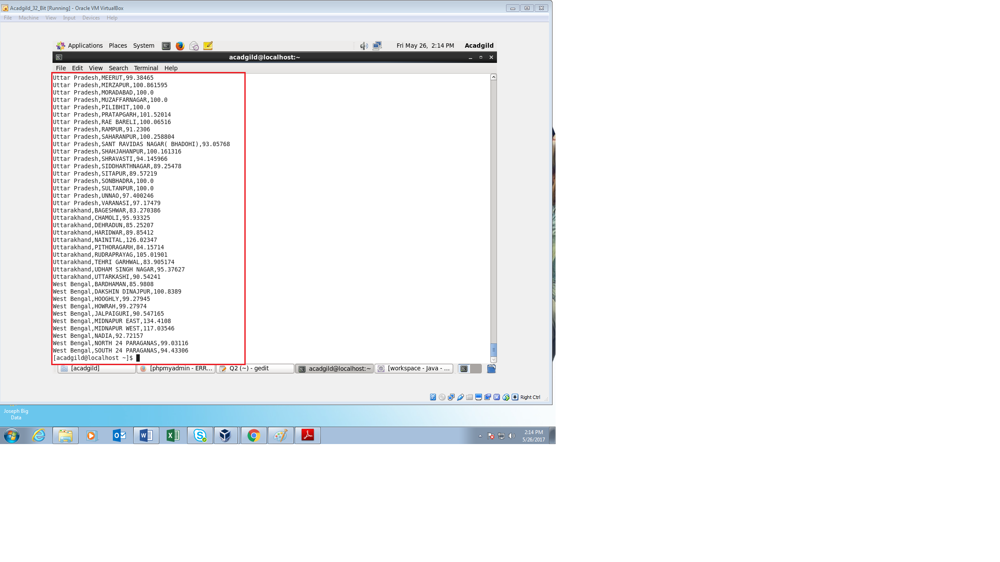 Acadgild_32_Bit [Running] - Oracle VM VirtualBox
File Machine View Input Devices Help
Applications Places System Fri May 26, 2:14 PM Acadgild
acadgild@localhost:~
File Edit View Search Terminal Help
Uttar Pradesh,MEERUT,99.38465
Uttar Pradesh,MIRZAPUR,100.861595
Uttar Pradesh,MORADABAD,100.0
Uttar Pradesh,MUZAFFARNAGAR,100.0
Uttar Pradesh,PILIBHIT,100.0
Uttar Pradesh,PRATAPGARH,101.52014
Uttar Pradesh,RAE BARELI,100.06516
Uttar Pradesh,RAMPUR,91.2306
Uttar Pradesh,SAHARANPUR,100.258804
Uttar Pradesh,SANT RAVIDAS NAGAR( BHADOHI),93.05768
Uttar Pradesh,SHAHJAHANPUR,100.161316
Uttar Pradesh,SHRAVASTI,94.145966
Uttar Pradesh,SIDDHARTHNAGAR,89.25478
Uttar Pradesh,SITAPUR,89.57219
Uttar Pradesh,SONBHADRA,100.0
Uttar Pradesh,SULTANPUR,100.0
Uttar Pradesh,UNNAO,97.400246
Uttar Pradesh,VARANASI,97.17479
Uttarakhand,BAGESHWAR,83.270386
Uttarakhand,CHAMOLI,95.93325
Uttarakhand,DEHRADUN,85.25207
Uttarakhand,HARIDWAR,89.85412
Uttarakhand,NAINITAL,126.02347
Uttarakhand,PITHORAGARH,84.15714
Uttarakhand,RUDRAPRAYAG,105.01901
Uttarakhand,TEHRI GARHWAL,83.905174
Uttarakhand,UDHAM SINGH NAGAR,95.37627
Uttarakhand,UTTARKASHI,90.54241
West Bengal,BARDHAMAN,85.9808
West Bengal,DAKSHIN DINAJPUR,100.8389
West Bengal,HOOGHLY,99.27945
West Bengal,HOWRAH,99.27974
West Bengal,JALPAIGURI,90.547165
West Bengal,MIDNAPUR EAST,134.4108
West Bengal,MIDNAPUR WEST,117.03546
West Bengal,NADIA,92.72157
West Bengal,NORTH 24 PARAGANAS,99.03116
West Bengal,SOUTH 24 PARAGANAS,94.43306
[acadgild@localhost ~]$
[acadgild] [phpmyadmin - ERR... Q2 (~) - gedit acadgild@localhost:~ [workspace - Java - ...
Right Ctrl
Joseph Big
Data
2:14 PM
5/26/2017